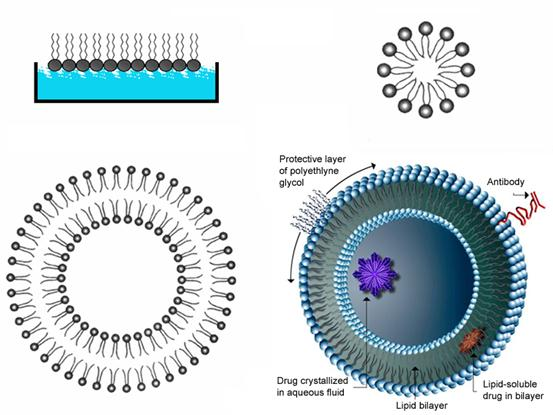 Protective layer
of polyethlyne
glycol
Antibody
Drug crystallized
in aqueous fluid
Lipid bilayer
Lipid-soluble
drug in bilayer